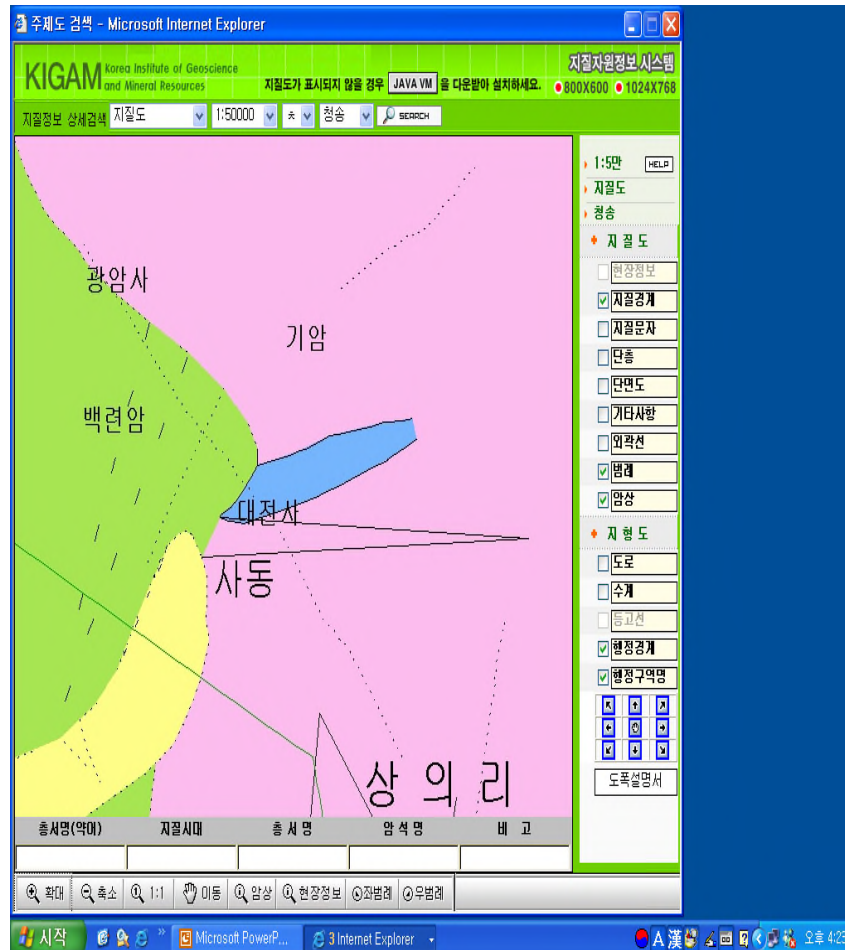 주제도 검색 - Microsoft Internet Explorer
KIGAM Korea Institute of Geoscience and Mineral Resources
지질도가 표시되지 않을 경우 JAVA VM 을 다운받아 설치하세요.
지질자원정보 시스템
800X600 1024X768
지질정보 상세검색 지질도 1:50000 ㅊ 청송 SEARCH
1:5만 HELP
지질도
청송
지 질 도
현장정보
지질경계
지질문자
단층
단면도
기타사항
외곽선
범례
암상
지 형 도
도로
수계
등고선
행정경계
행정구역명
도폭설명서
광암사
기암
백련암
대전사
사동
상 의 리
층서명(약어) 지질시대 층 서 명 암 석 명 비 고
확대 축소 1:1 이동 암상 현장정보 좌범례 우범례
시작 Microsoft PowerP... 3 Internet Explorer A 漢 오후 4:23